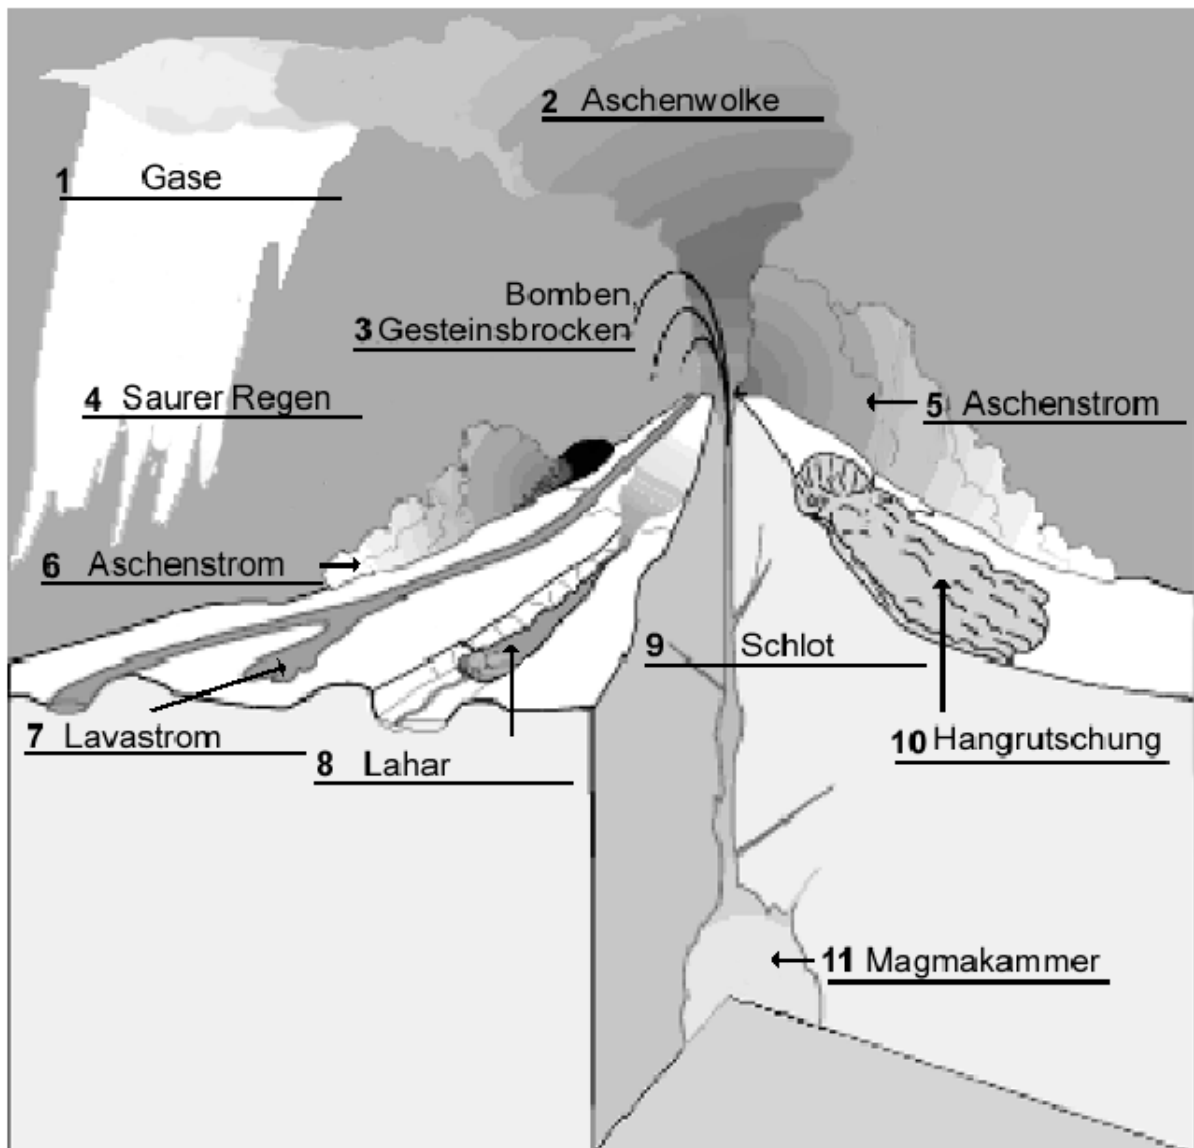 2 Aschenwolke
1 Gase
Bomben,
3 Gesteinsbrocken
4 Saurer Regen
5 Aschenstrom
6 Aschenstrom
9 Schlot
7 Lavastrom
8 Lahar
10 Hangrutschung
11 Magmakammer